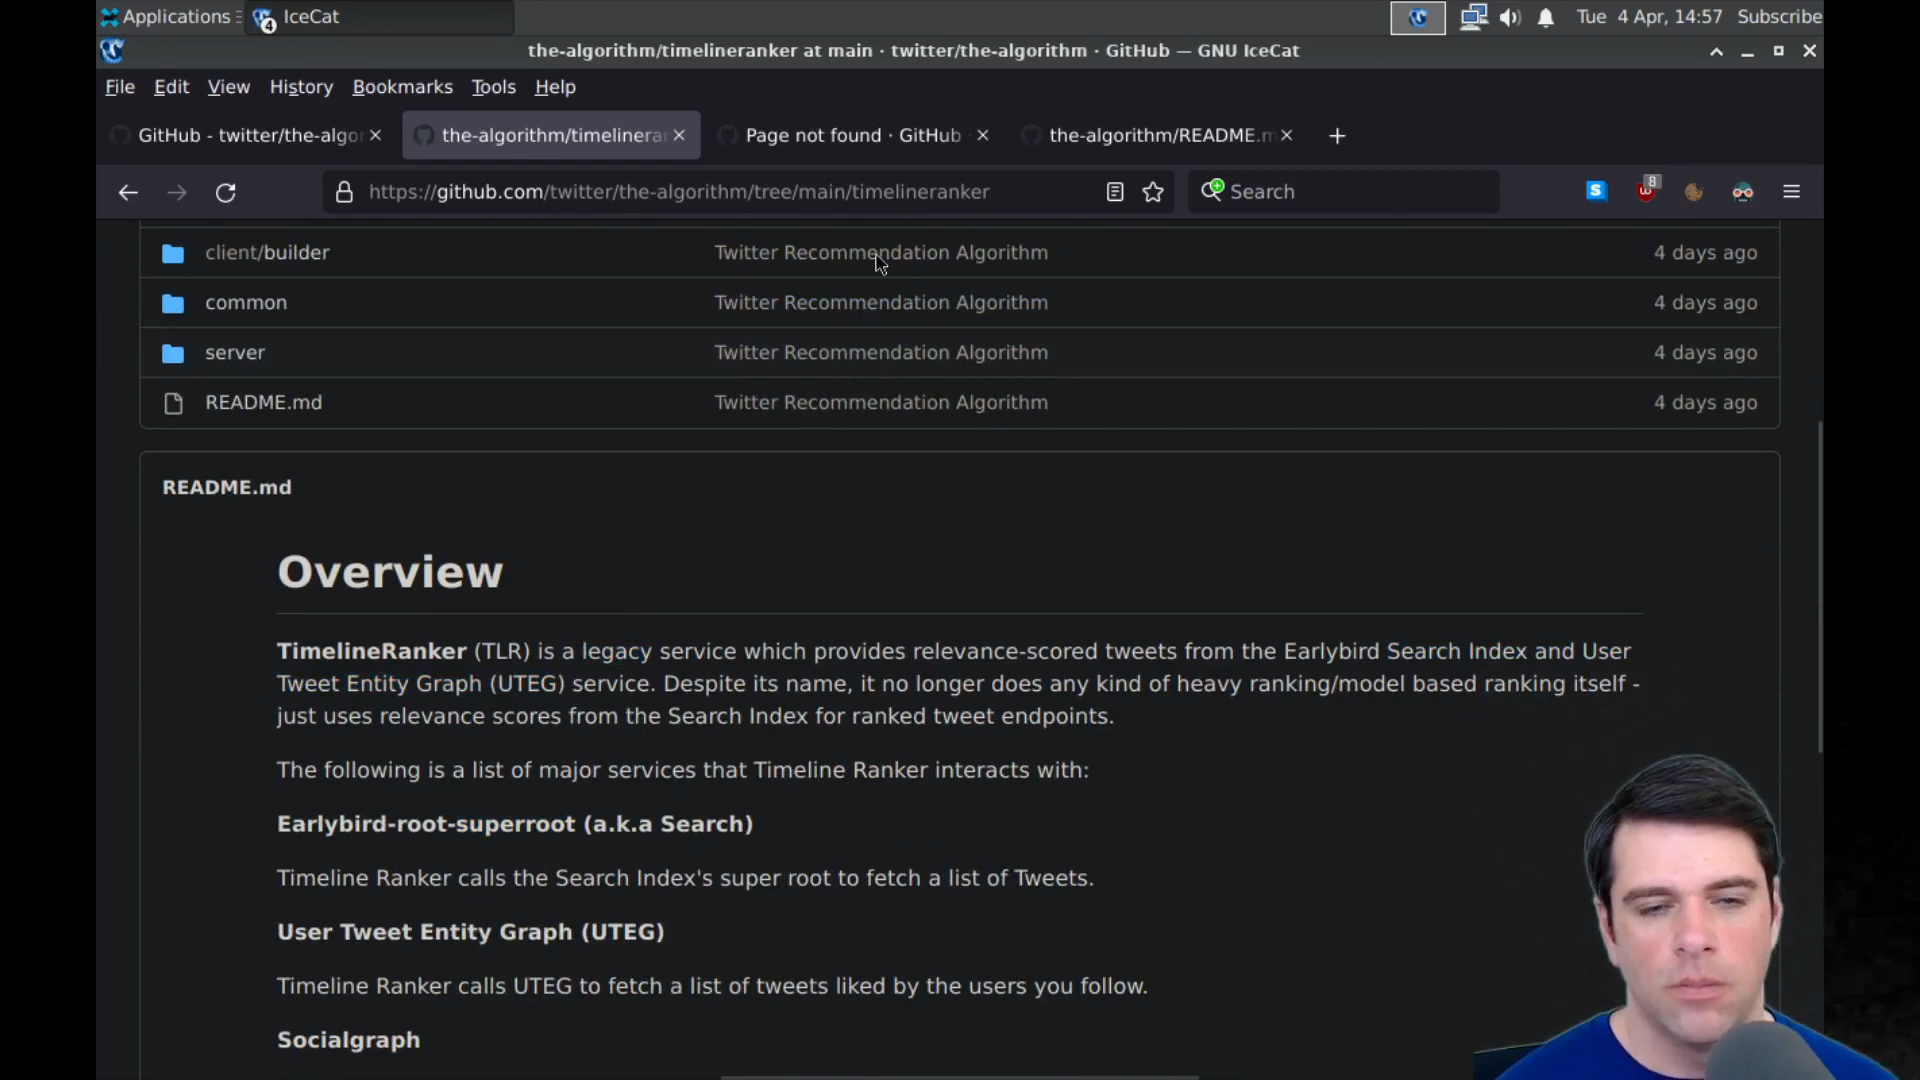 Applications
4
IceCat
Tue 4 Apr, 14:57
Subscribe
the-algorithm/timelineranker at main · twitter/the-algorithm · GitHub — GNU IceCat
File Edit View History Bookmarks Tools Help
GitHub - twitter/the-algo
the-algorithm/timelinerar
Page not found · GitHub
the-algorithm/README.m
https://github.com/twitter/the-algorithm/tree/main/timelineranker
Search
S
8
client/builder Twitter Recommendation Algorithm 4 days ago
common Twitter Recommendation Algorithm 4 days ago
server Twitter Recommendation Algorithm 4 days ago
README.md Twitter Recommendation Algorithm 4 days ago
README.md
Overview
TimelineRanker (TLR) is a legacy service which provides relevance-scored tweets from the Earlybird Search Index and User
Tweet Entity Graph (UTEG) service. Despite its name, it no longer does any kind of heavy ranking/model based ranking itself -
just uses relevance scores from the Search Index for ranked tweet endpoints.
The following is a list of major services that Timeline Ranker interacts with:
Earlybird-root-superroot (a.k.a Search)
Timeline Ranker calls the Search Index's super root to fetch a list of Tweets.
User Tweet Entity Graph (UTEG)
Timeline Ranker calls UTEG to fetch a list of tweets liked by the users you follow.
Socialgraph